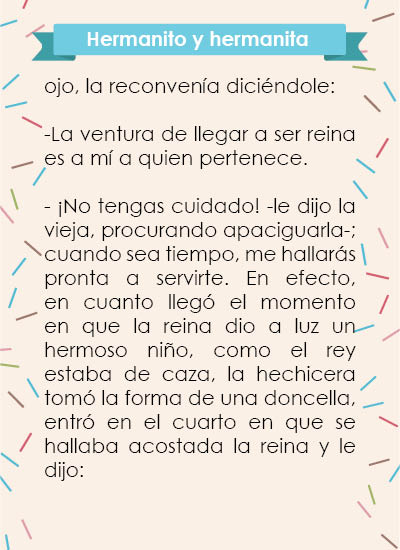 Hermanito y hermanita
ojo, la reconvenía diciéndole:
-La ventura de llegar a ser reina
es a mí a quien pertenece.
- ¡No tengas cuidado! -le dijo la
vieja, procurando apaciguarla-;
cuando sea tiempo, me hallarás
pronta a servirte. En efecto,
en cuanto llegó el momento
en que la reina dio a luz un
hermoso niño, como el rey
estaba de caza, la hechicera
tomó la forma de una doncella,
entró en el cuarto en que se
hallaba acostada la reina y le
dijo: